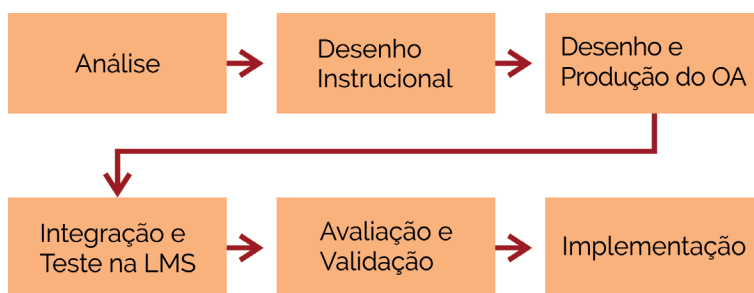 Análise
Desenho
Instrucional
Desenho e
Produção do OA
Integração e
Teste na LMS
Avaliação e
Validação
Implementação